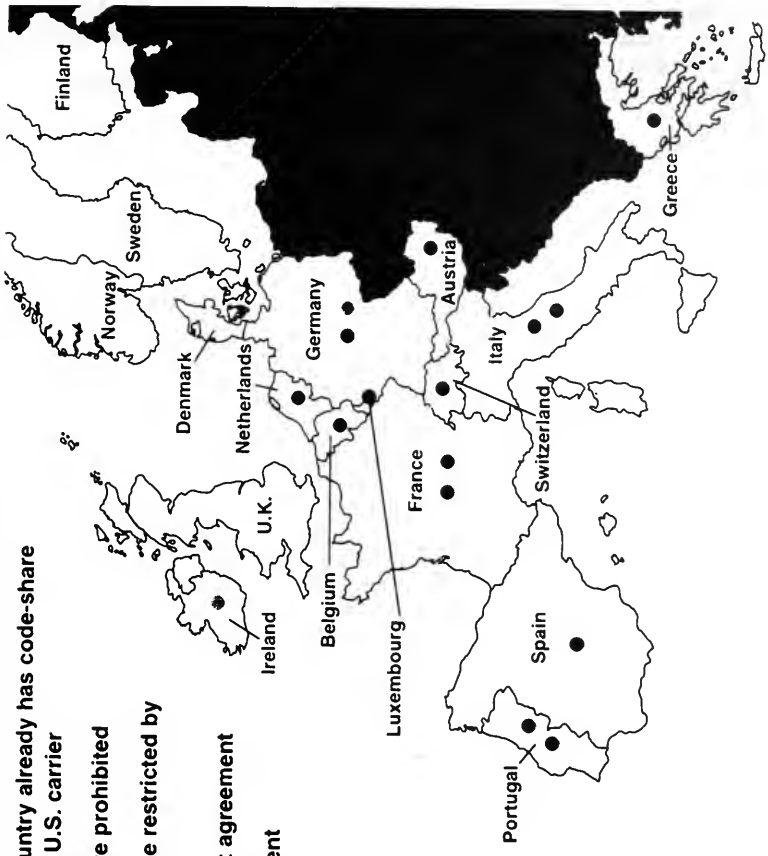 untry already has code-share
U.S. carrier
e prohibited
e restricted by
agreement
ent
Finland
Sweden
Norway
Denmark
Netherlands
Germany
Ireland
U.K.
Belgium
Luxembourg
France
Austria
Switzerland
Italy
Portugal
Spain
Greece